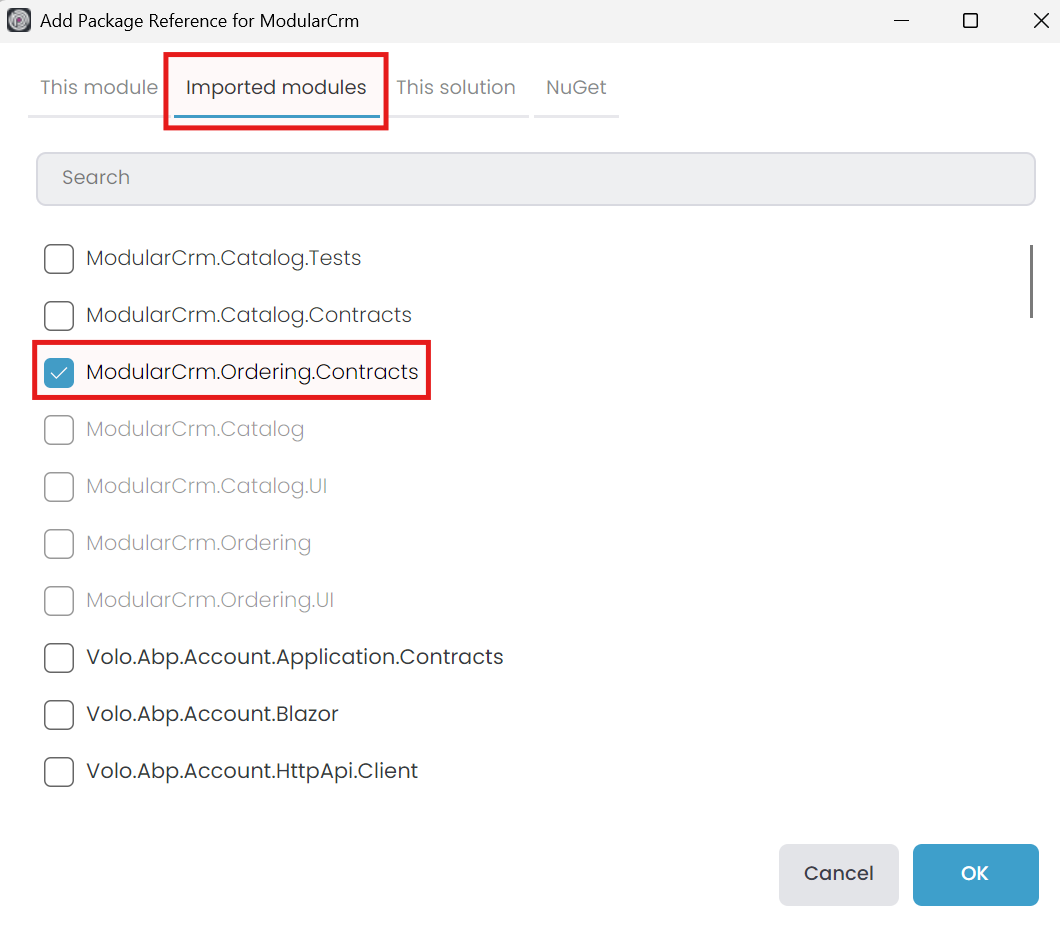 Add Package Reference for ModularCrm
This module Imported modules This solution NuGet
Search
ModularCrm.Catalog.Tests
ModularCrm.Catalog.Contracts
ModularCrm.Ordering.Contracts
ModularCrm.Catalog
ModularCrm.Catalog.UI
ModularCrm.Ordering
ModularCrm.Ordering.UI
Volo.Abp.Account.Application.Contracts
Volo.Abp.Account.Blazor
Volo.Abp.Account.HttpApi.Client
Cancel OK